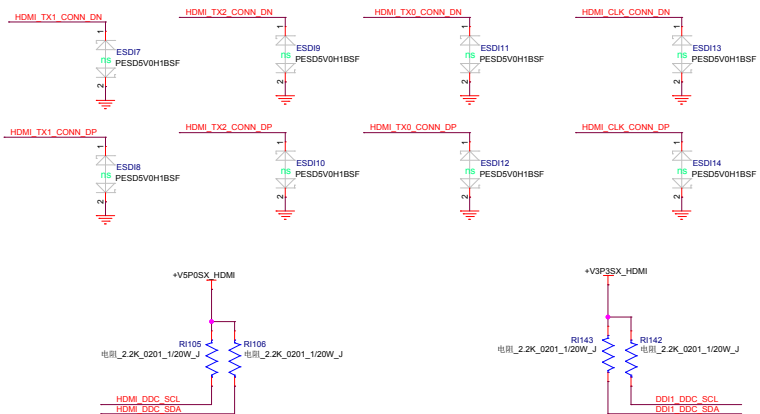 HDMI_TX1_CONN_DN
HDMI_TX2_CONN_DN
HDMI_TX0_CONN_DN
HDMI_CLK_CONN_DN
1
ESDI7
ns
PESD5V0H1BSF
2
1
ESDI9
ns
PESD5V0H1BSF
2
1
ESDI11
ns
PESD5V0H1BSF
2
1
ESDI13
ns
PESD5V0H1BSF
2
HDMI_TX1_CONN_DP
HDMI_TX2_CONN_DP
HDMI_TX0_CONN_DP
HDMI_CLK_CONN_DP
1
ESDI8
ns
PESD5V0H1BSF
2
1
ESDI10
ns
PESD5V0H1BSF
2
1
ESDI12
ns
PESD5V0H1BSF
2
1
ESDI14
ns
PESD5V0H1BSF
2
+V5P0SX_HDMI
RI105
电阻_2.2K_0201_1/20W_J
RI106
电阻_2.2K_0201_1/20W_J
HDMI_DDC_SCL
HDMI_DDC_SDA
+V3P3SX_HDMI
RI143
电阻_2.2K_0201_1/20W_J
RI142
电阻_2.2K_0201_1/20W_J
DDI1_DDC_SCL
DDI1_DDC_SDA